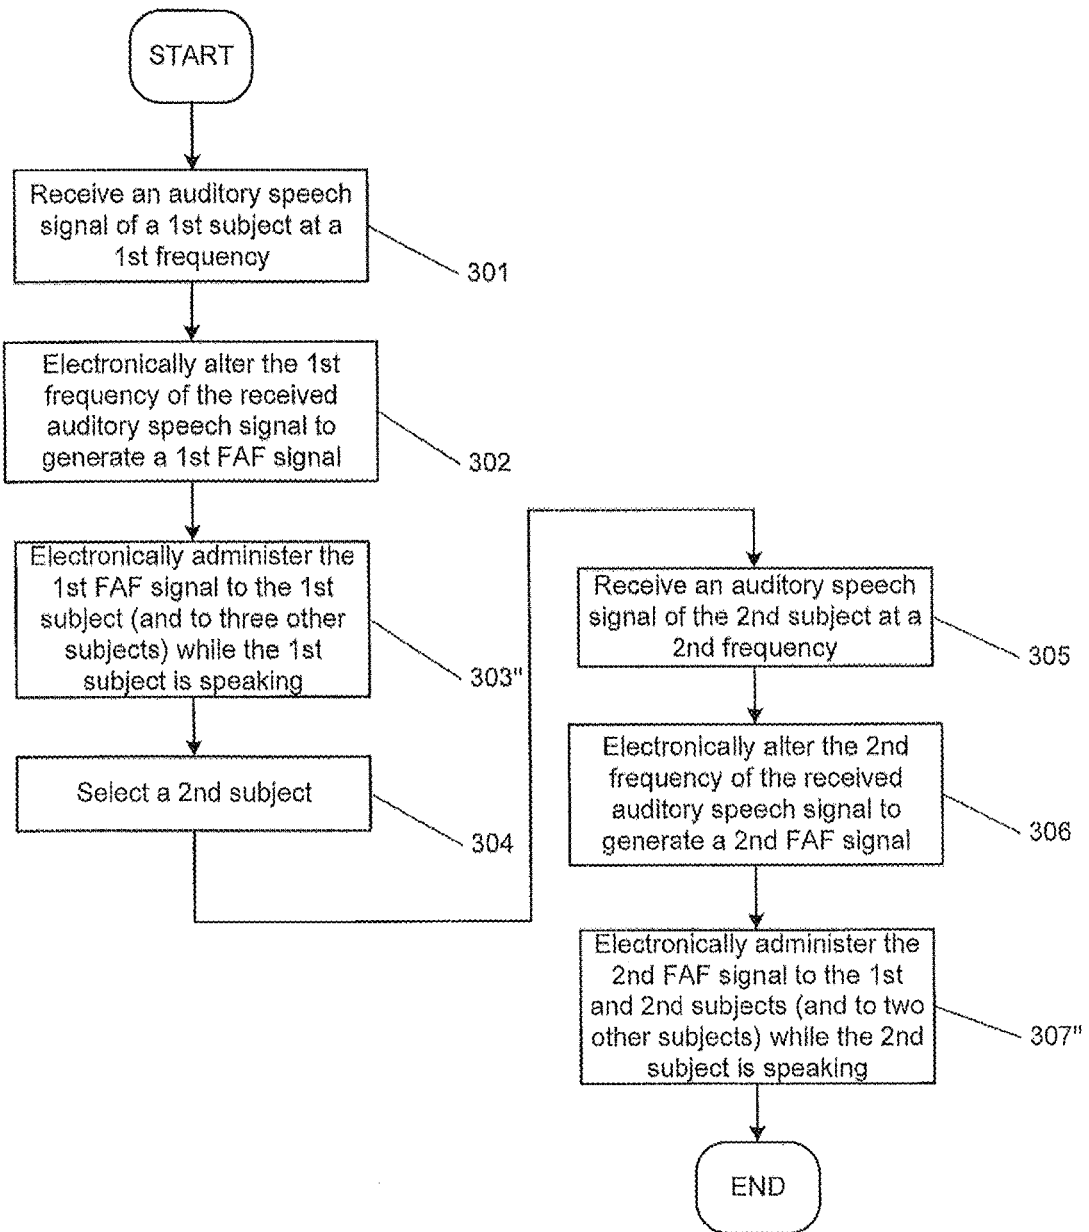 START
Receive an auditory speech
signal of a 1st subject at a
1st frequency
301
Electronically alter the 1st
frequency of the received
auditory speech signal to
generate a 1st FAF signal
302
Electronically administer the
1st FAF signal to the 1st
subject (and to three other
subjects) while the 1st
subject is speaking
303"
Select a 2nd subject
304
Receive an auditory speech
signal of the 2nd subject at a
2nd frequency
305
Electronically alter the 2nd
frequency of the received
auditory speech signal to
generate a 2nd FAF signal
306
Electronically administer the
2nd FAF signal to the 1st
and 2nd subjects (and to two
other subjects) while the 2nd
subject is speaking
307"
END